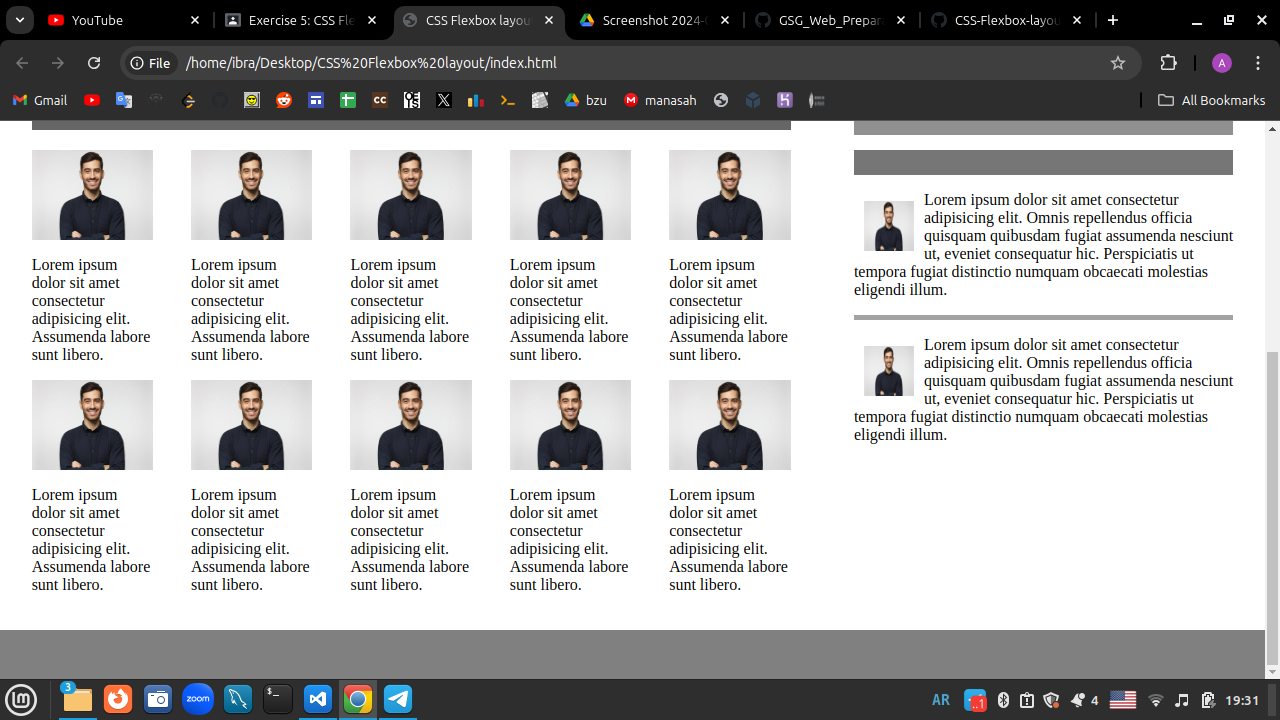 YouTube
Exercise 5: CSS Fle
CSS Flexbox layou
Screenshot 2024-0
GSG_Web_Prepara
CSS-Flexbox-layou
File
/home/ibra/Desktop/CSS%20Flexbox%20layout/index.html
A
Gmail
bzu
manasah
All Bookmarks
Lorem ipsum
dolor sit amet
consectetur
adipisicing elit.
Assumenda labore
sunt libero.
Lorem ipsum
dolor sit amet
consectetur
adipisicing elit.
Assumenda labore
sunt libero.
Lorem ipsum
dolor sit amet
consectetur
adipisicing elit.
Assumenda labore
sunt libero.
Lorem ipsum
dolor sit amet
consectetur
adipisicing elit.
Assumenda labore
sunt libero.
Lorem ipsum
dolor sit amet
consectetur
adipisicing elit.
Assumenda labore
sunt libero.
Lorem ipsum
dolor sit amet
consectetur
adipisicing elit.
Assumenda labore
sunt libero.
Lorem ipsum
dolor sit amet
consectetur
adipisicing elit.
Assumenda labore
sunt libero.
Lorem ipsum
dolor sit amet
consectetur
adipisicing elit.
Assumenda labore
sunt libero.
Lorem ipsum
dolor sit amet
consectetur
adipisicing elit.
Assumenda labore
sunt libero.
Lorem ipsum
dolor sit amet
consectetur
adipisicing elit.
Assumenda labore
sunt libero.
Lorem ipsum dolor sit amet consectetur
adipisicing elit. Omnis repellendus officia
quisquam quibusdam fugiat assumenda nesciunt
ut, eveniet consequatur hic. Perspiciatis ut
tempora fugiat distinctio numquam obcaecati molestias
eligendi illum.
Lorem ipsum dolor sit amet consectetur
adipisicing elit. Omnis repellendus officia
quisquam quibusdam fugiat assumenda nesciunt
ut, eveniet consequatur hic. Perspiciatis ut
tempora fugiat distinctio numquam obcaecati molestias
eligendi illum.
3
zoom
AR
4
19:31